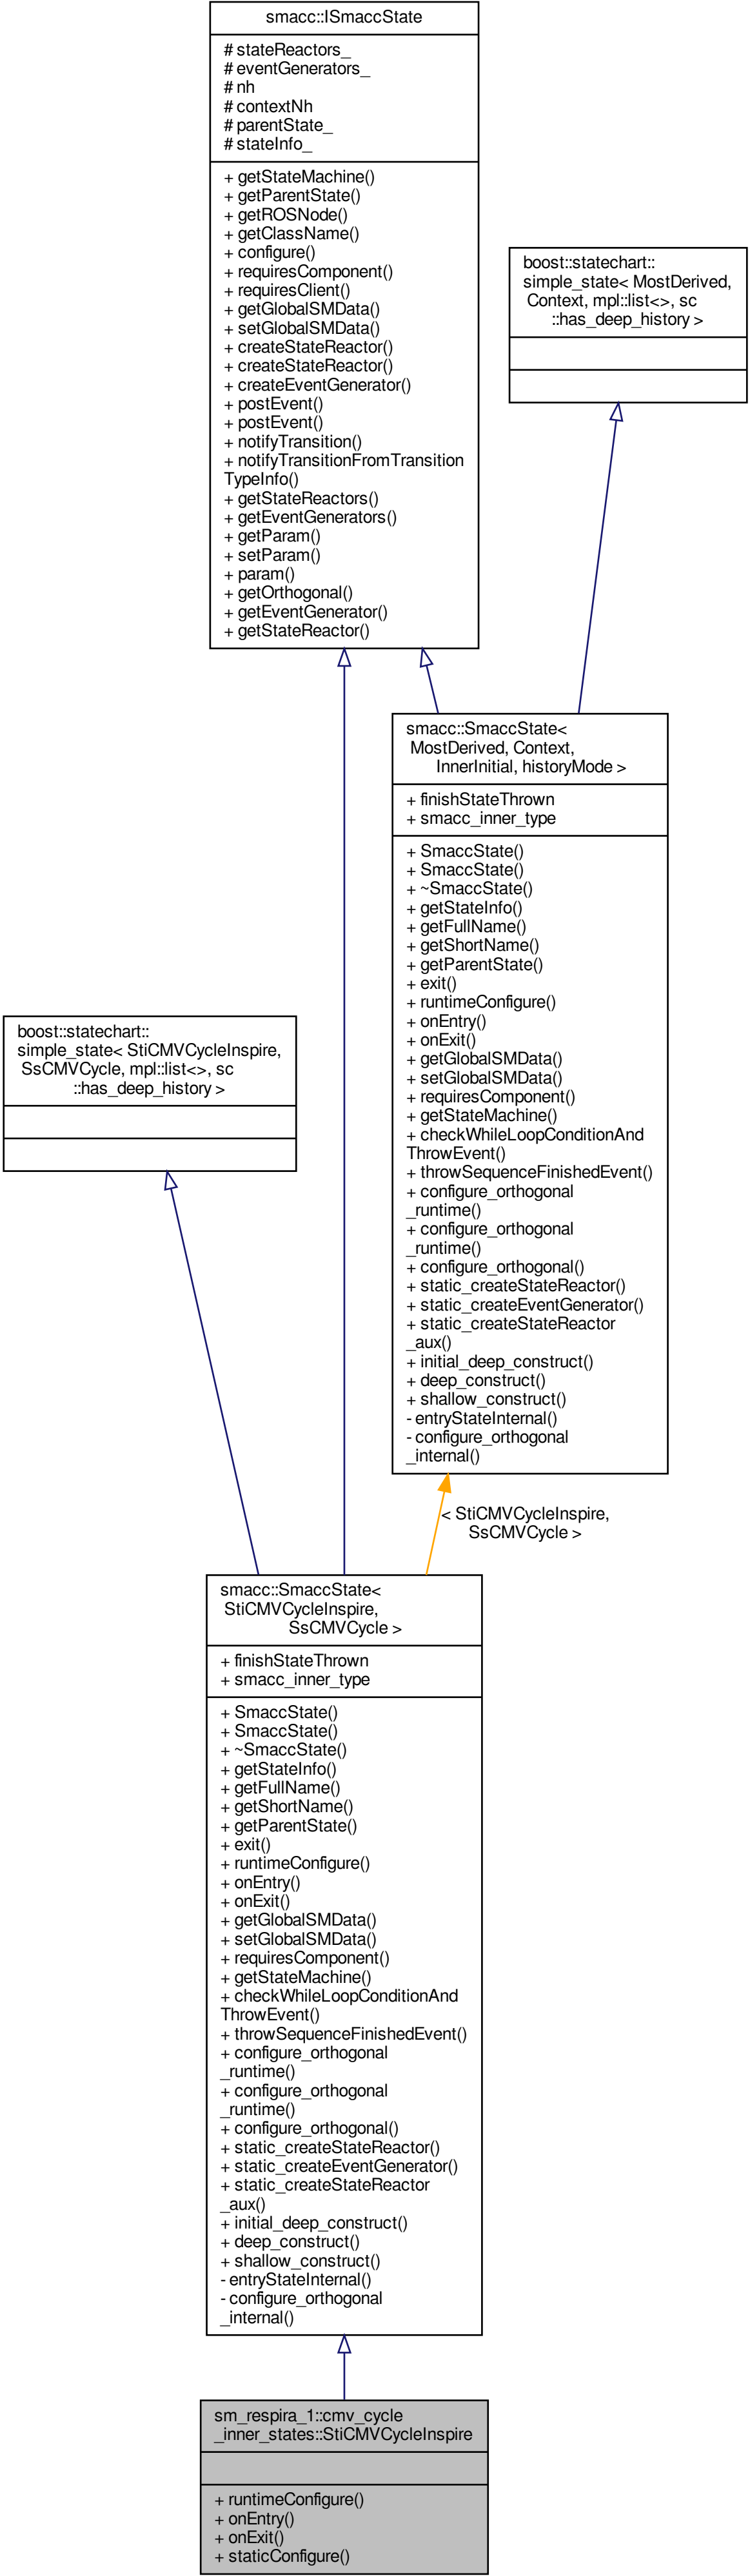 smacc::ISmaccState
# stateReactors_
# eventGenerators_
# nh
# contextNh
# parentState_
# stateInfo_
+ getStateMachine()
+ getParentState()
+ getROSNode()
+ getClassName()
+ configure()
+ requiresComponent()
+ requiresClient()
+ getGlobalSMData()
+ setGlobalSMData()
+ createStateReactor()
+ createStateReactor()
+ createEventGenerator()
+ postEvent()
+ postEvent()
+ notifyTransition()
+ notifyTransitionFromTransition
TypeInfo()
+ getStateReactors()
+ getEventGenerators()
+ getParam()
+ setParam()
+ param()
+ getOrthogonal()
+ getEventGenerator()
+ getStateReactor()
boost::statechart::
simple_state< MostDerived,
Context, mpl::list<>, sc
::has_deep_history >
smacc::SmaccState<
MostDerived, Context,
InnerInitial, historyMode >
+ finishStateThrown
+ smacc_inner_type
+ SmaccState()
+ SmaccState()
+ ~SmaccState()
+ getStateInfo()
+ getFullName()
+ getShortName()
+ getParentState()
+ exit()
+ runtimeConfigure()
+ onEntry()
+ onExit()
+ getGlobalSMData()
+ setGlobalSMData()
+ requiresComponent()
+ getStateMachine()
+ checkWhileLoopConditionAnd
ThrowEvent()
+ throwSequenceFinishedEvent()
+ configure_orthogonal
_runtime()
+ configure_orthogonal
_runtime()
+ configure_orthogonal()
+ static_createStateReactor()
+ static_createEventGenerator()
+ static_createStateReactor
_aux()
+ initial_deep_construct()
+ deep_construct()
+ shallow_construct()
- entryStateInternal()
- configure_orthogonal
_internal()
boost::statechart::
simple_state< StiCMVCycleInspire,
SsCMVCycle, mpl::list<>, sc
::has_deep_history >
< StiCMVCycleInspire,
SsCMVCycle >
smacc::SmaccState<
StiCMVCycleInspire,
SsCMVCycle >
+ finishStateThrown
+ smacc_inner_type
+ SmaccState()
+ SmaccState()
+ ~SmaccState()
+ getStateInfo()
+ getFullName()
+ getShortName()
+ getParentState()
+ exit()
+ runtimeConfigure()
+ onEntry()
+ onExit()
+ getGlobalSMData()
+ setGlobalSMData()
+ requiresComponent()
+ getStateMachine()
+ checkWhileLoopConditionAnd
ThrowEvent()
+ throwSequenceFinishedEvent()
+ configure_orthogonal
_runtime()
+ configure_orthogonal
_runtime()
+ configure_orthogonal()
+ static_createStateReactor()
+ static_createEventGenerator()
+ static_createStateReactor
_aux()
+ initial_deep_construct()
+ deep_construct()
+ shallow_construct()
- entryStateInternal()
- configure_orthogonal
_internal()
sm_respira_1::cmv_cycle
_inner_states::StiCMVCycleInspire
+ runtimeConfigure()
+ onEntry()
+ onExit()
+ staticConfigure()